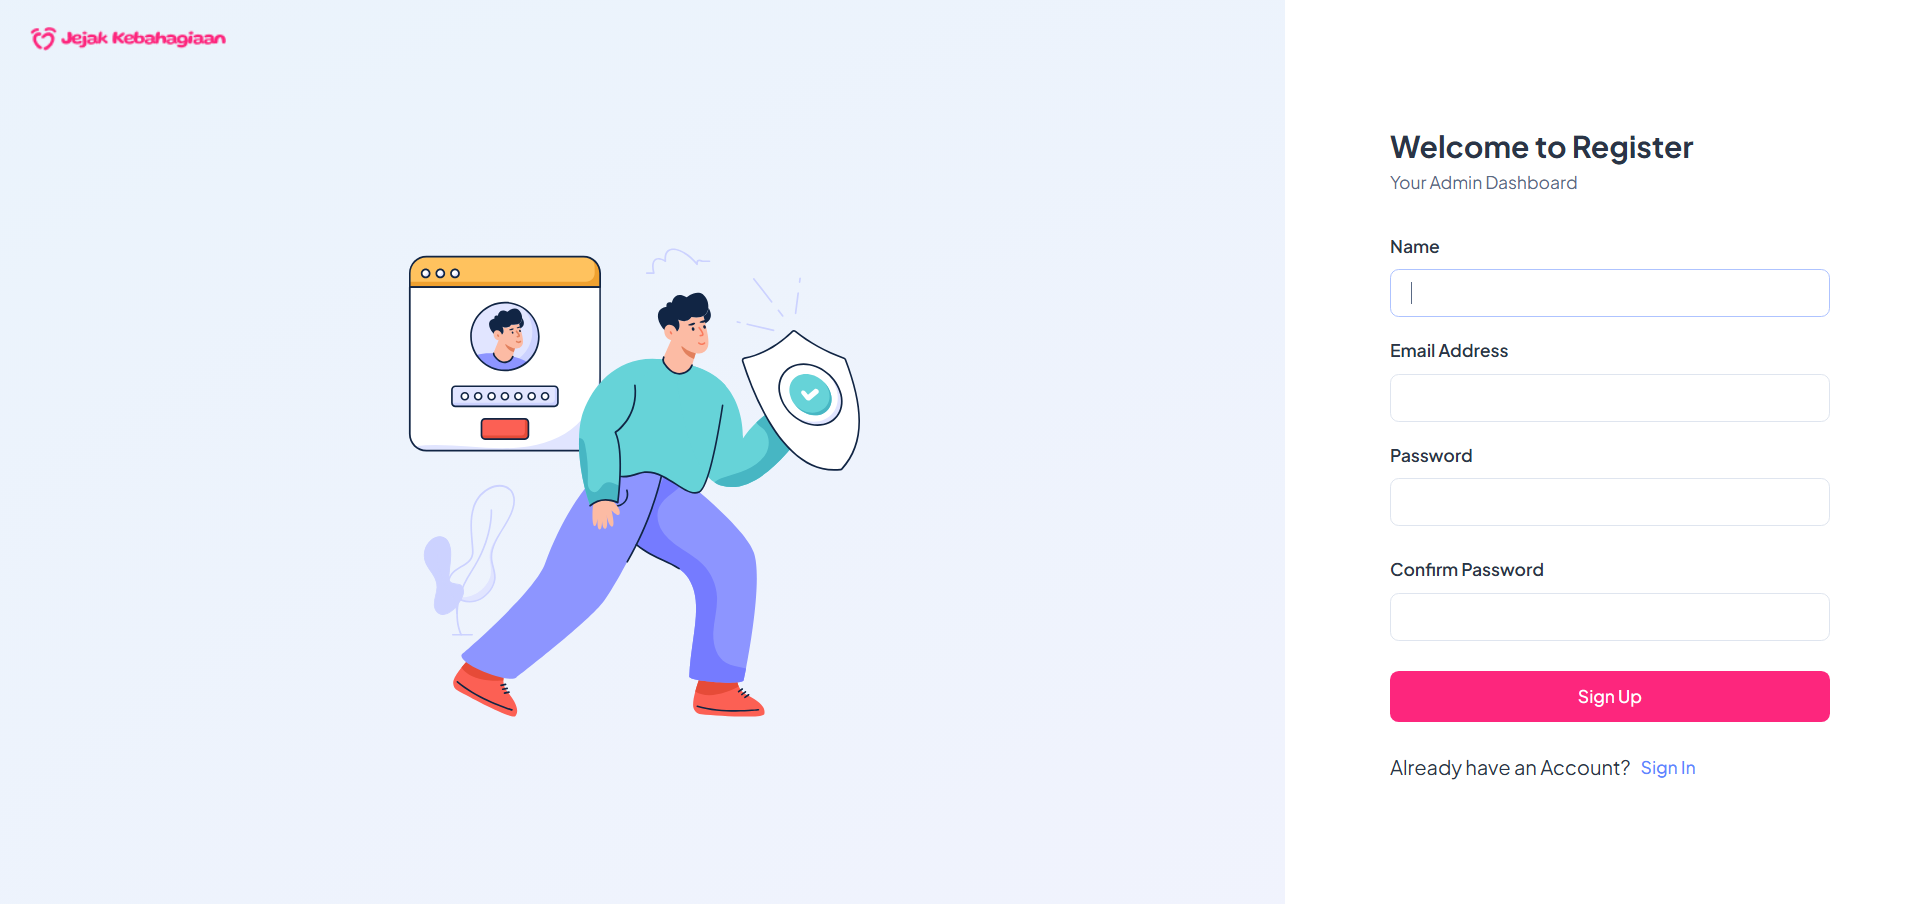 Jejak Kebahagiaan
Welcome to Register
Your Admin Dashboard
Name
Email Address
Password
Confirm Password
Sign Up
Already have an Account? Sign In